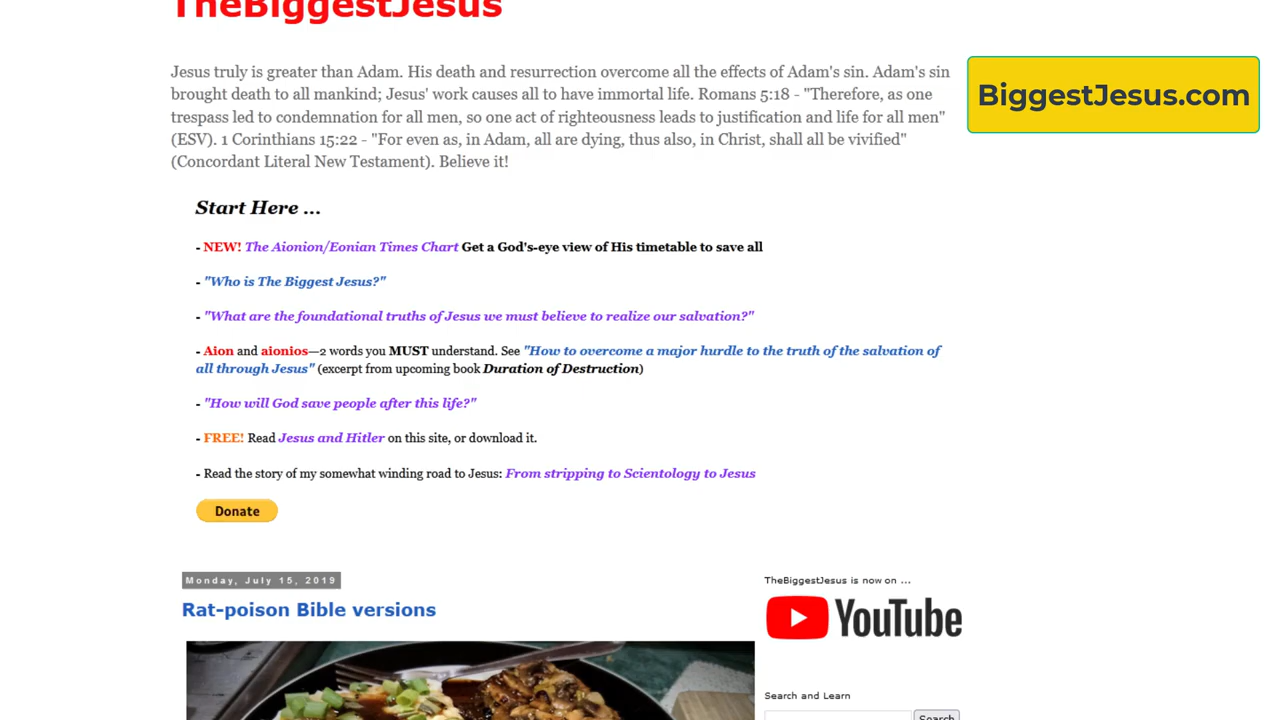 TheBiggestJesus
Jesus truly is greater than Adam. His death and resurrection overcome all the effects of Adam's sin. Adam's sin
brought death to all mankind; Jesus' work causes all to have immortal life. Romans 5:18 - "Therefore, as one
trespass led to condemnation for all men, so one act of righteousness leads to justification and life for all men"
(ESV). 1 Corinthians 15:22 - "For even as, in Adam, all are dying, thus also, in Christ, shall all be vivified"
(Concordant Literal New Testament). Believe it!
BiggestJesus.com
Start Here ...
- NEW! The Aionion/Eonian Times Chart Get a God's-eye view of His timetable to save all
- "Who is The Biggest Jesus?"
- "What are the foundational truths of Jesus we must believe to realize our salvation?"
- Aion and aionios—2 words you MUST understand. See "How to overcome a major hurdle to the truth of the salvation of
all through Jesus" (excerpt from upcoming book Duration of Destruction)
- "How will God save people after this life?"
- FREE! Read Jesus and Hitler on this site, or download it.
- Read the story of my somewhat winding road to Jesus: From stripping to Scientology to Jesus
Donate
Monday, July 15, 2019
Rat-poison Bible versions
TheBiggestJesus is now on ...
YouTube
Search and Learn
Search